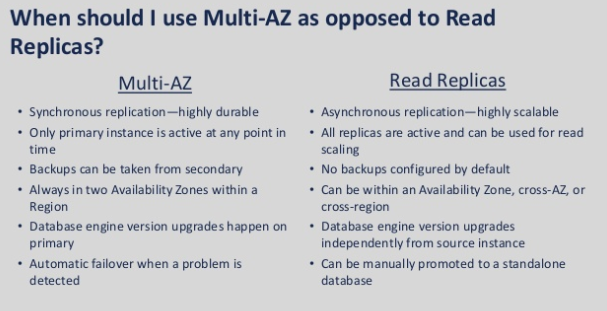 When should I use Multi-AZ as opposed to Read
Replicas?
Multi-AZ
• Synchronous replication—highly durable
• Only primary instance is active at any point in
time
• Backups can be taken from secondary
• Always in two Availability Zones within a
Region
• Database engine version upgrades happen on
primary
• Automatic failover when a problem is
detected
Read Replicas
• Asynchronous replication—highly scalable
• All replicas are active and can be used for read
scaling
• No backups configured by default
• Can be within an Availability Zone, cross-AZ, or
cross-region
• Database engine version upgrades
independently from source instance
• Can be manually promoted to a standalone
database